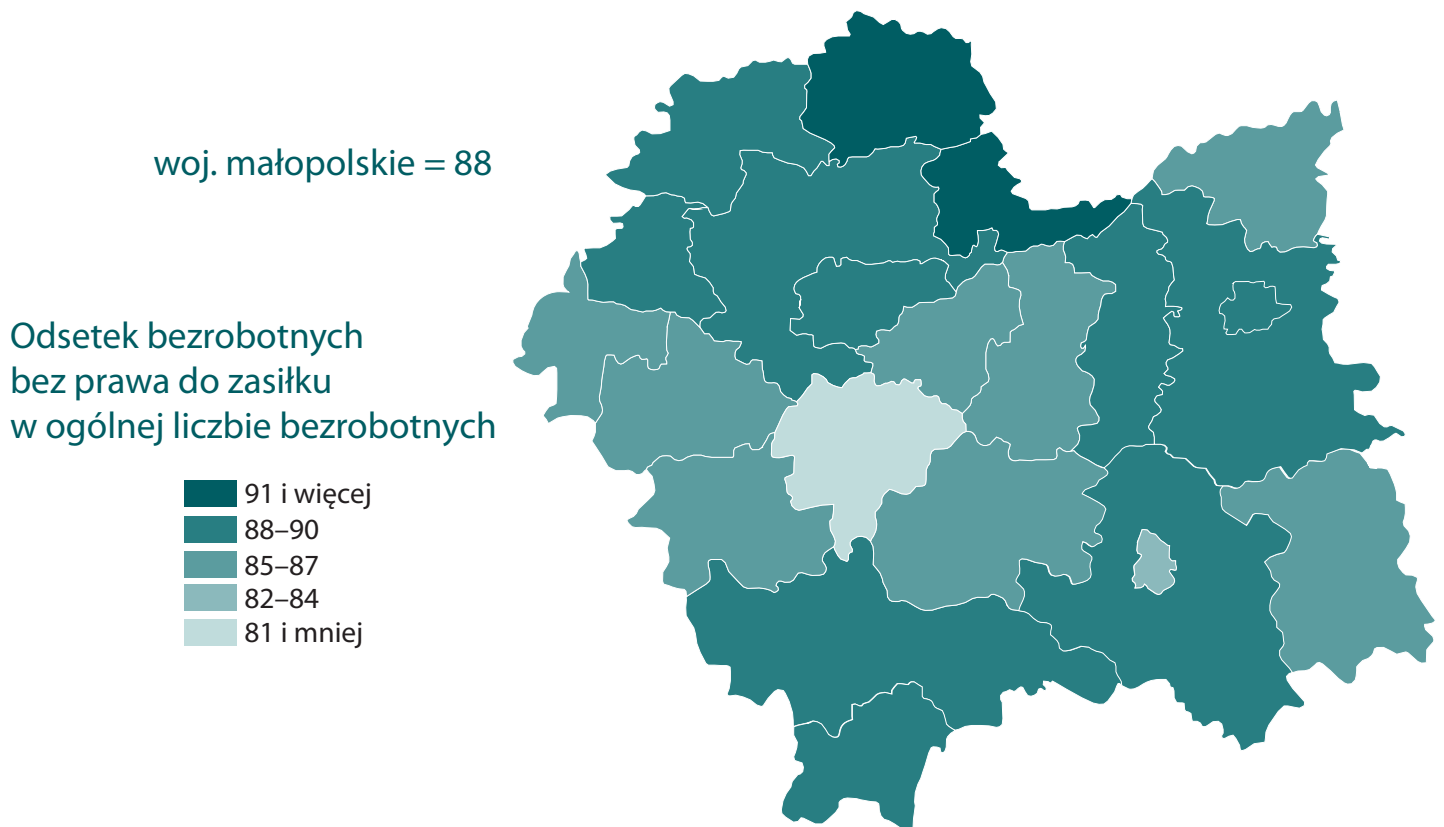 woj. małopolskie = 88
Odsetek bezrobotnych
bez prawa do zasiłku
w ogólnej liczbie bezrobotnych
91 i więcej
88–90
85–87
82–84
81 i mniej